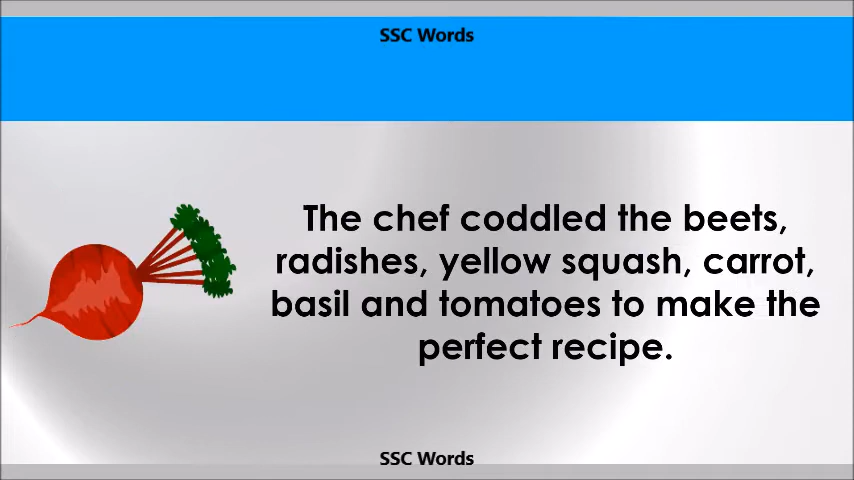 SSC Words
The chef coddled the beets,
radishes, yellow squash, carrot,
basil and tomatoes to make the
perfect recipe.
SSC Words